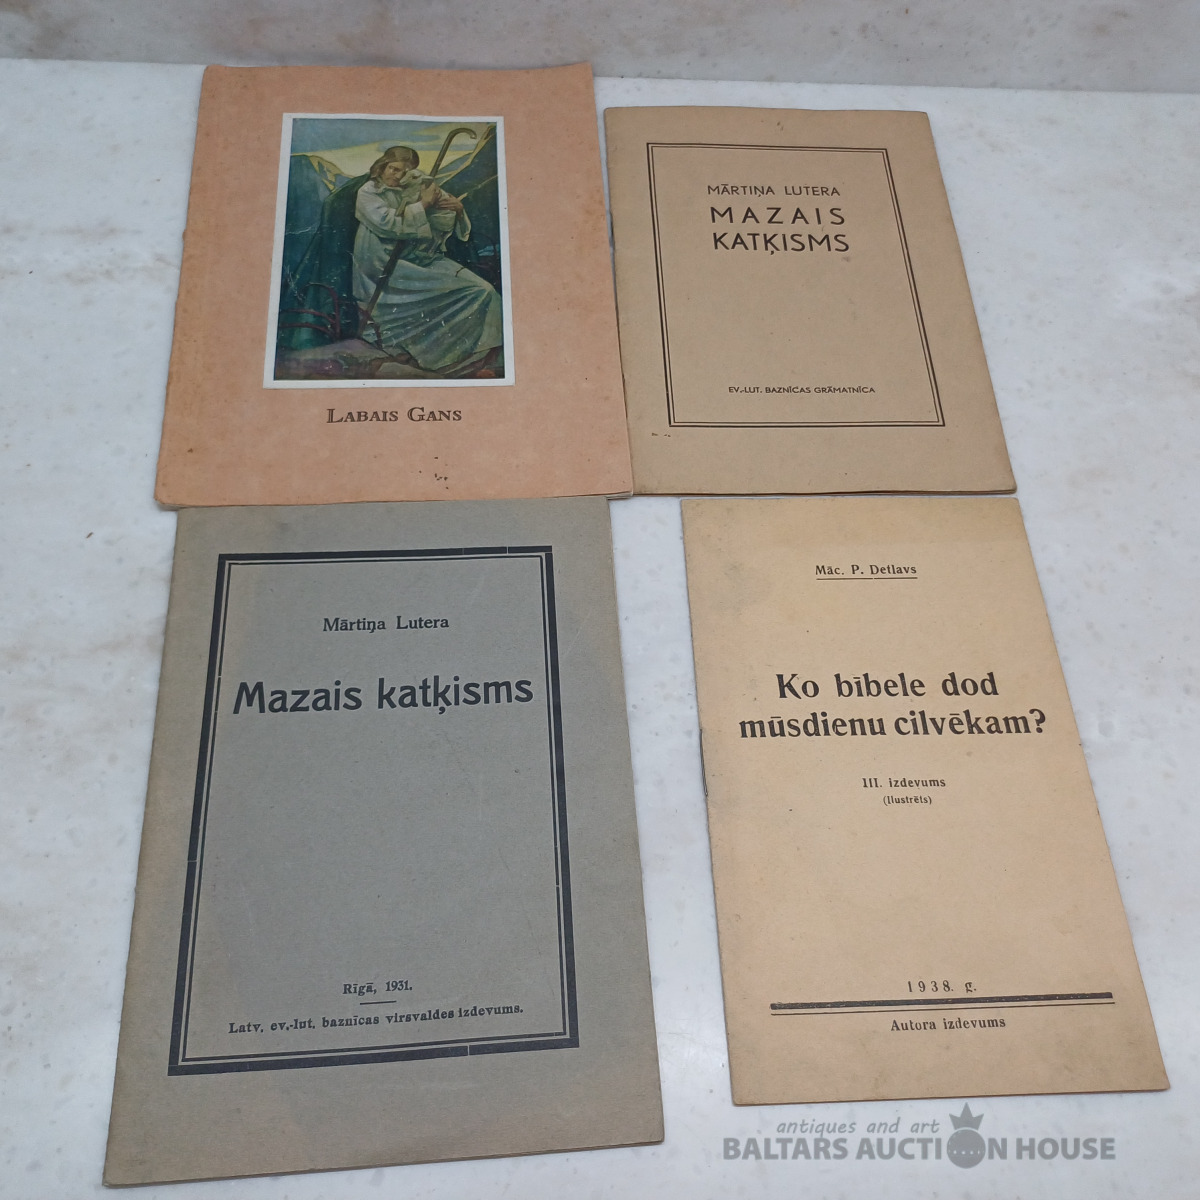 LABAIS GANS
MĀRTIŅA LUTERA
MAZAIS
KATĶISMS
EV.-LUT. BAZNĪCAS GRĀMATNĪCA
Mārtiņa Lutera
Mazais katķisms
Rīgā, 1931.
Latv. ev.-lut. baznīcas virsvaldes izdevums.
Māc. P. Detlavs
Ko bībele dod
mūsdienu cilvēkam?
III. izdevums
(Ilustrēts)
1938. g.
Autora izdevums
antiques and art
BALTARS AUCTION HOUSE